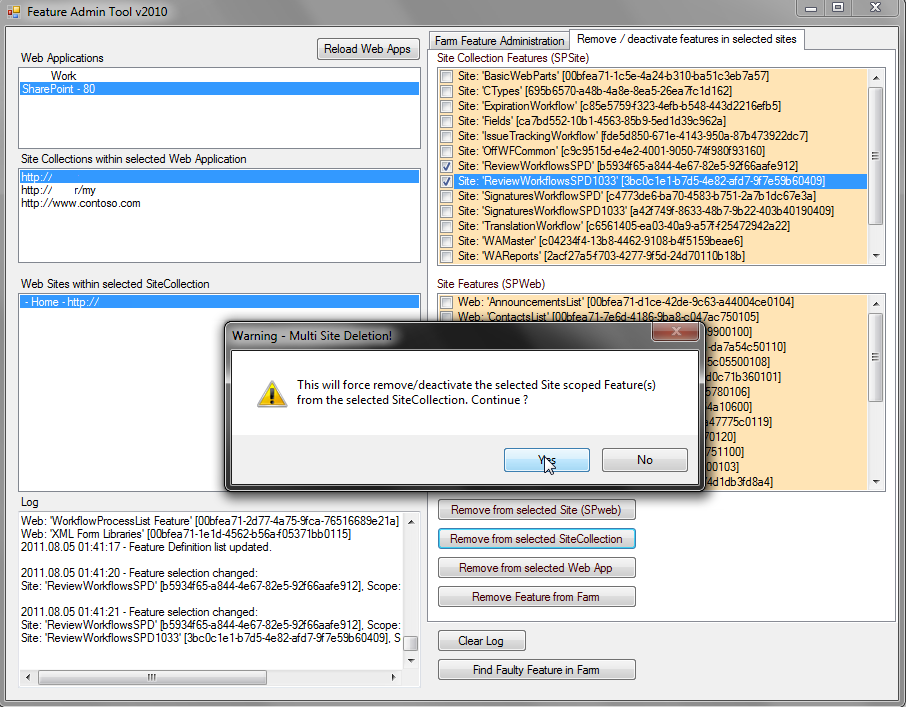 Feature Admin Tool v2010
Reload Web Apps
Web Applications
Work
SharePoint - 80
Site Collections within selected Web Application
http://
http:// r/my
http://www.contoso.com
Web Sites within selected SiteCollection
- Home - http://
Log
Web: 'WorkflowProcessList Feature' [00bfea71-2d77-4a75-9fca-76516689e21a]
Web: 'XML Form Libraries' [00bfea71-1e1d-4562-b56a-f05371bb0115]
2011.08.05 01:41:17 - Feature Definition list updated.
2011.08.05 01:41:20 - Feature selection changed:
Site: 'ReviewWorkflowsSPD' [b5934f65-a844-4e67-82e5-92f66aafe912], Scope:
2011.08.05 01:41:21 - Feature selection changed:
Site: 'ReviewWorkflowsSPD' [b5934f65-a844-4e67-82e5-92f66aafe912], Scope:
Site: 'ReviewWorkflowsSPD1033' [3bc0c1e1-b7d5-4e82-afd7-9f7e59b60409], S
Farm Feature Administration
Remove / deactivate features in selected sites
Site Collection Features (SPSite)
Site: 'BasicWebParts' [00bfea71-1c5e-4a24-b310-ba51c3eb7a57]
Site: 'CTypes' [695b6570-a48b-4a8e-8ea5-26ea7fc1d162]
Site: 'ExpirationWorkflow' [c85e5759-f323-4efb-b548-443d2216efb5]
Site: 'Fields' [ca7bd552-10b1-4563-85b9-5ed1d39c962a]
Site: 'IssueTrackingWorkflow' [fde5d850-671e-4143-950a-87b473922dc7]
Site: 'OffWFCommon' [c9c9515d-e4e2-4001-9050-74f980f93160]
Site: 'ReviewWorkflowsSPD' [b5934f65-a844-4e67-82e5-92f66aafe912]
Site: 'ReviewWorkflowsSPD1033' [3bc0c1e1-b7d5-4e82-afd7-9f7e59b60409]
Site: 'SignaturesWorkflowSPD' [c4773de6-ba70-4583-b751-2a7b1dc67e3a]
Site: 'SignaturesWorkflowSPD1033' [a42f749f-8633-48b7-9b22-403b40190409]
Site: 'TranslationWorkflow' [c6561405-ea03-40a9-a57f-f25472942a22]
Site: 'WAMaster' [c04234f4-13b8-4462-9108-b4f5159beae6]
Site: 'WAReports' [2acf27a5-f703-4277-9f5d-24d70110b18b]
Site Features (SPWeb)
Web: 'AnnouncementsList' [00bfea71-d1ce-42de-9c63-a44004ce0104]
Web: 'ContactsList' [00bfea71-7e6d-4186-9ba8-c047ac750105]
9900100]
-da7a54c50110]
5c05500108]
d0c71b360101]
5780106]
4a10600]
a47775c0119]
70120]
751100]
00103]
4d1db3fd8a4]
Warning - Multi Site Deletion!
This will force remove/deactivate the selected Site scoped Feature(s)
from the selected SiteCollection. Continue ?
Yes
No
Remove from selected Site (SPweb)
Remove from selected SiteCollection
Remove from selected Web App
Remove Feature from Farm
Clear Log
Find Faulty Feature in Farm